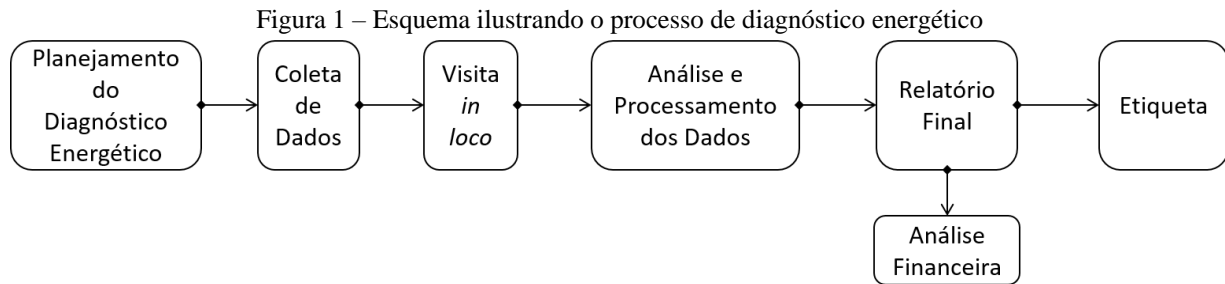 Figura 1 – Esquema ilustrando o processo de diagnóstico energético
Planejamento
do
Diagnóstico
Energético
Coleta
de
Dados
Visita
in
loco
Análise e
Processamento
dos Dados
Relatório
Final
Etiqueta
Análise
Financeira